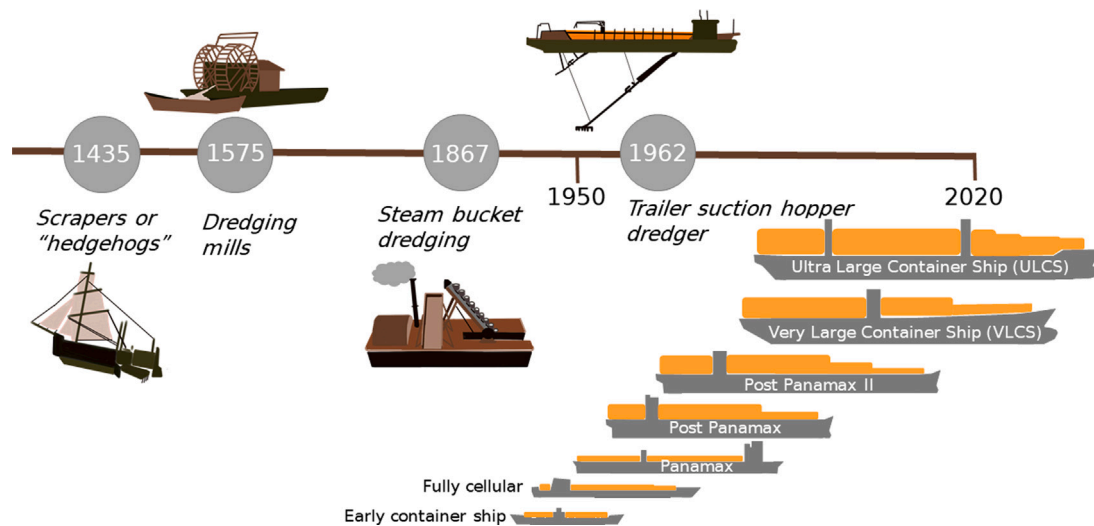 1435
1575
1867
1962
1950
2020
Scrapers or
“hedgehogs”
Dredging
mills
Steam bucket
dredging
Trailer suction hopper
dredger
Ultra Large Container Ship (ULCS)
Very Large Container Ship (VLCS)
Post Panamax II
Post Panamax
Panamax
Fully cellular
Early container ship